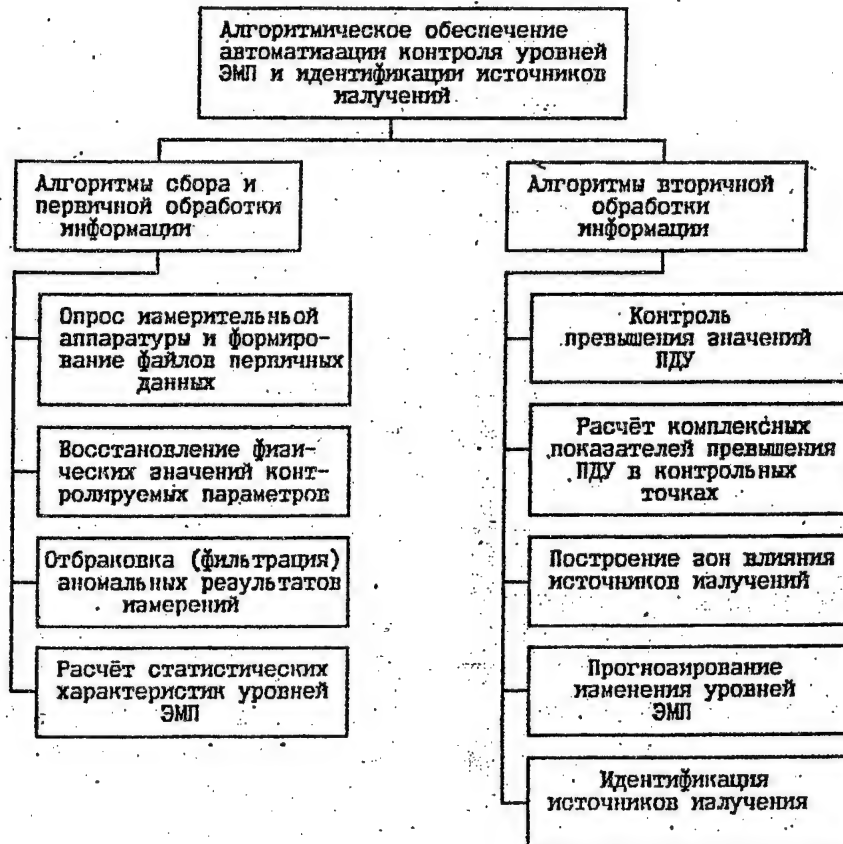 Алгоритмическое обеспечение
автоматизации контроля уровней
ЭМП и идентификации источников
излучений
Алгоритмы сбора и
первичной обработки
информации
Опрос измерительньой
аппаратуры и формиро-
вание файлов первичных
данных
Восстановление физи-
ческих значений конт-
ролируемых параметров
Отбраковка (фильтрация)
аномальных результатов
измерений
Расчёт статистических
характеристик уровней
ЭМП
Алгоритмы вторичной
обработки
информации
Контроль
превышения значений
ПДУ
Расчёт комплексных
показателей превышения
ПДУ в контрольных
точках
Построение зон влияния
источников излучений
Прогнозирование
изменения уровней
ЭМП
Идентификация
источников излучения